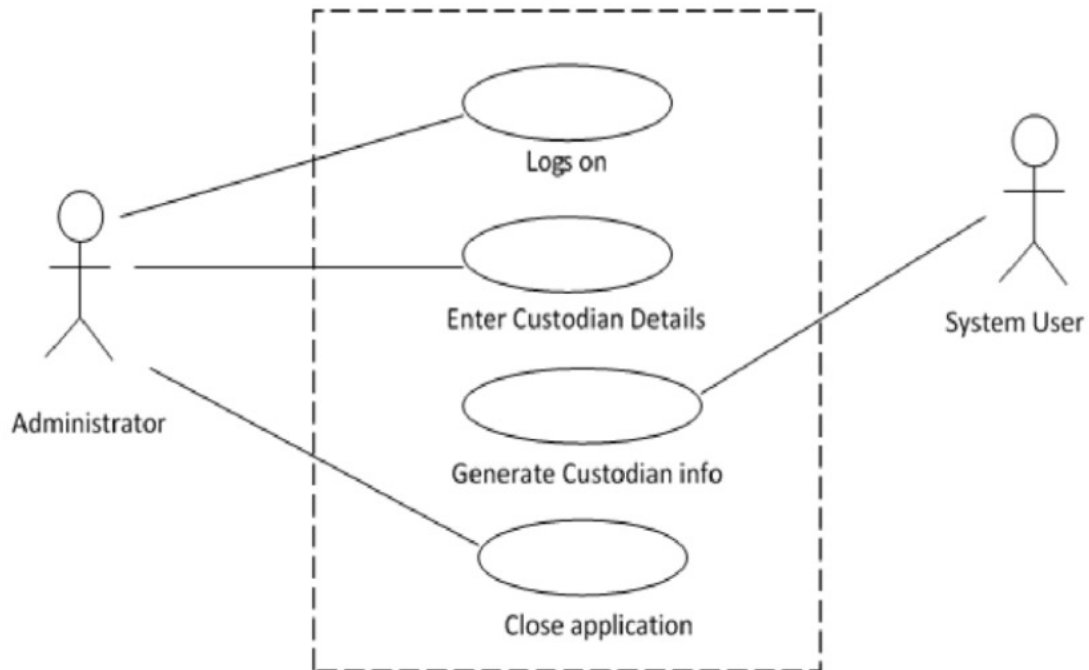 Logs on
Enter Custodian Details
System User
Administrator
Generate Custodian info
Close application